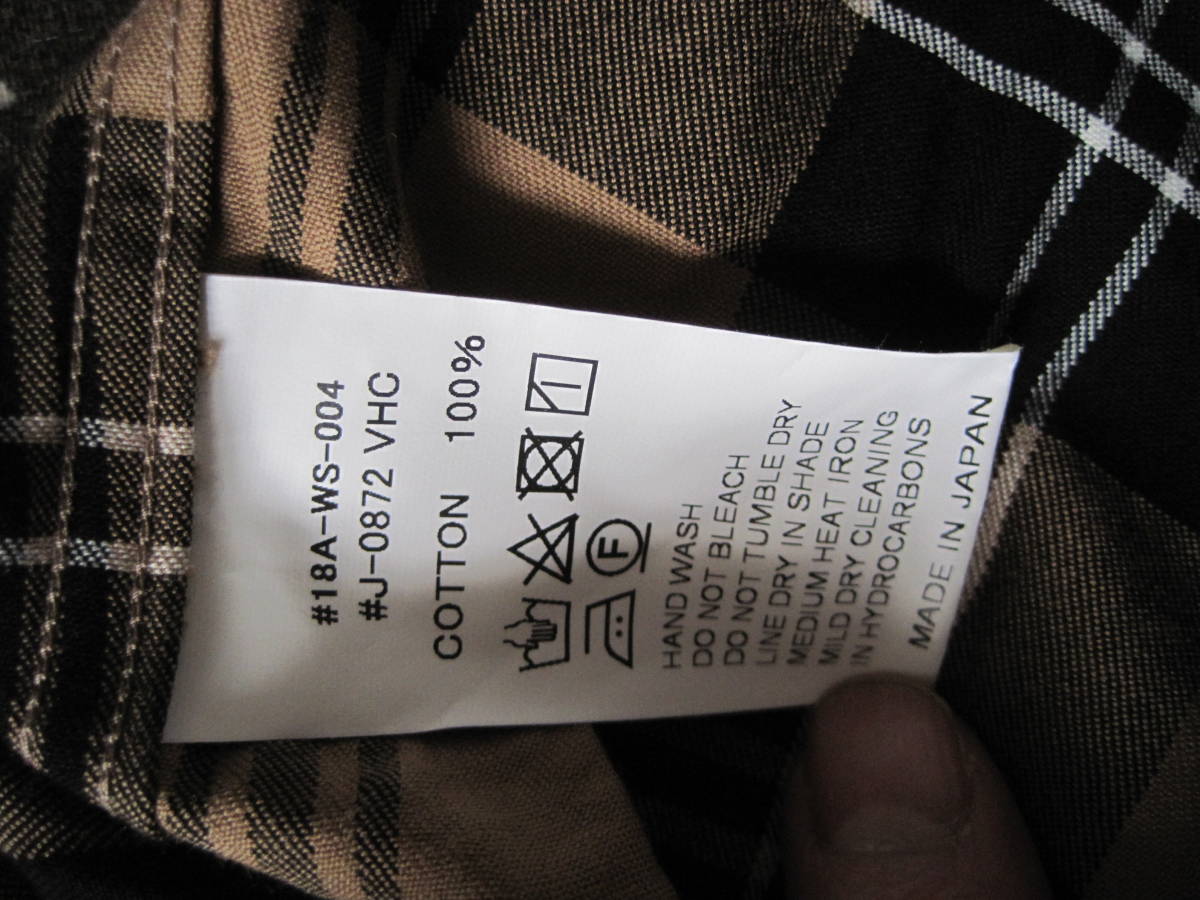 #18A-WS-004
#J-0872 VHC
COTTON 100%
F
HAND WASH
DO NOT BLEACH
DO NOT TUMBLE DRY
LINE DRY IN SHADE
MEDIUM HEAT IRON
MILD DRY CLEANING
IN HYDROCARBONS
MADE IN JAPAN